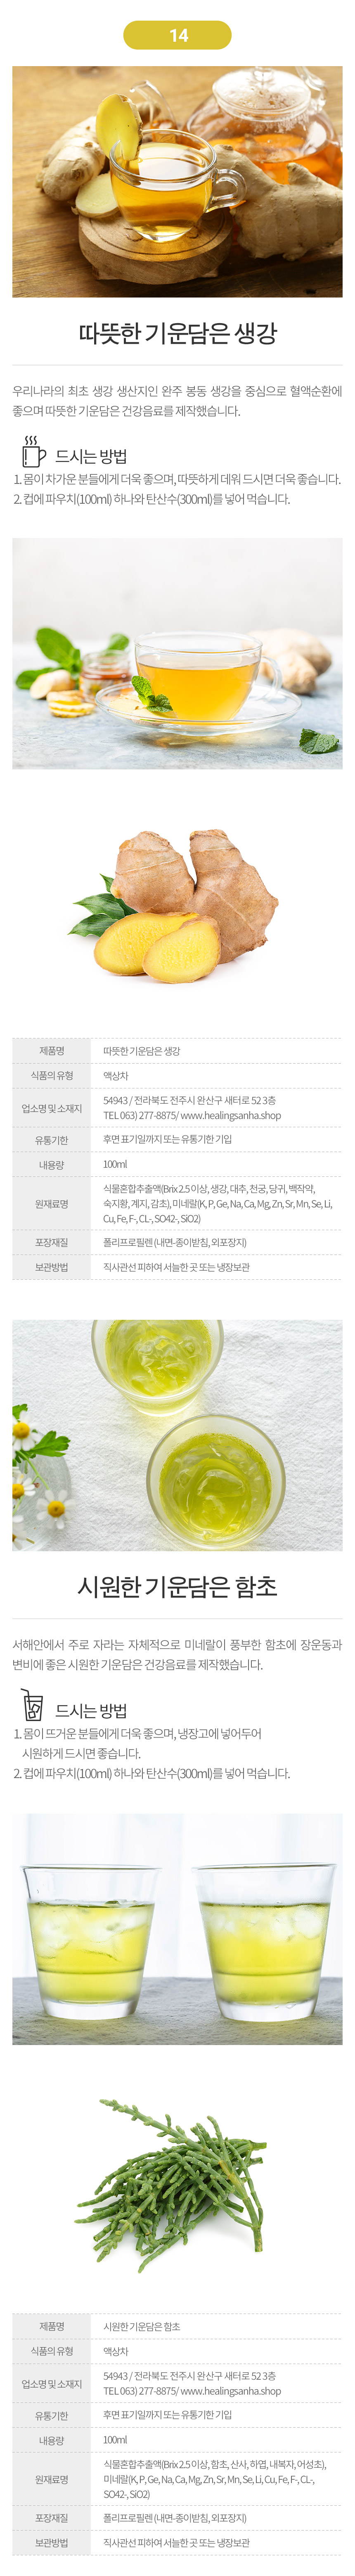 14
따뜻한 기운담은 생강
우리나라의 최초 생강 생산지인 완주 봉동 생강을 중심으로 혈액순환에
좋으며 따뜻한 기운담은 건강음료를 제작했습니다.
드시는 방법
1. 몸이 차가운 분들에게 더욱 좋으며, 따뜻하게 데워 드시면 더욱 좋습니다.
2. 컵에 파우치(100ml) 하나와 탄산수(300ml)를 넣어 먹습니다.
제품명 따뜻한 기운담은 생강
식품의 유형 액상차
업소명 및 소재지 54943 / 전라북도 전주시 완산구 새터로 52 3층
TEL 063) 277-8875/ www.healingsanha.shop
유통기한 후면 표기일까지 또는 유통기한 기입
내용량 100ml
원재료명 식물혼합추출액(Brix 2.5 이상, 생강, 대추, 천궁, 당귀, 백작약,
숙지황, 계지, 감초), 미네랄(K, P, Ge, Na, Ca, Mg, Zn, Sr, Mn, Se, Li,
Cu, Fe, F-, CL-, SO42-, SiO2)
포장재질 폴리프로필렌 (내면-종이받침, 외포장지)
보관방법 직사관선 피하여 서늘한 곳 또는 냉장보관
시원한 기운담은 함초
서해안에서 주로 자라는 자체적으로 미네랄이 풍부한 함초에 장운동과
변비에 좋은 시원한 기운담은 건강음료를 제작했습니다.
드시는 방법
1. 몸이 뜨거운 분들에게 더욱 좋으며, 냉장고에 넣어두어
시원하게 드시면 좋습니다.
2. 컵에 파우치(100ml) 하나와 탄산수(300ml)를 넣어 먹습니다.
제품명 시원한 기운담은 함초
식품의 유형 액상차
업소명 및 소재지 54943 / 전라북도 전주시 완산구 새터로 52 3층
TEL 063) 277-8875/ www.healingsanha.shop
유통기한 후면 표기일까지 또는 유통기한 기입
내용량 100ml
원재료명 식물혼합추출액(Brix 2.5 이상, 함초, 산사, 하엽, 내복자, 어성초),
미네랄(K, P, Ge, Na, Ca, Mg, Zn, Sr, Mn, Se, Li, Cu, Fe, F-, CL-,
SO42-, SiO2)
포장재질 폴리프로필렌 (내면-종이받침, 외포장지)
보관방법 직사관선 피하여 서늘한 곳 또는 냉장보관